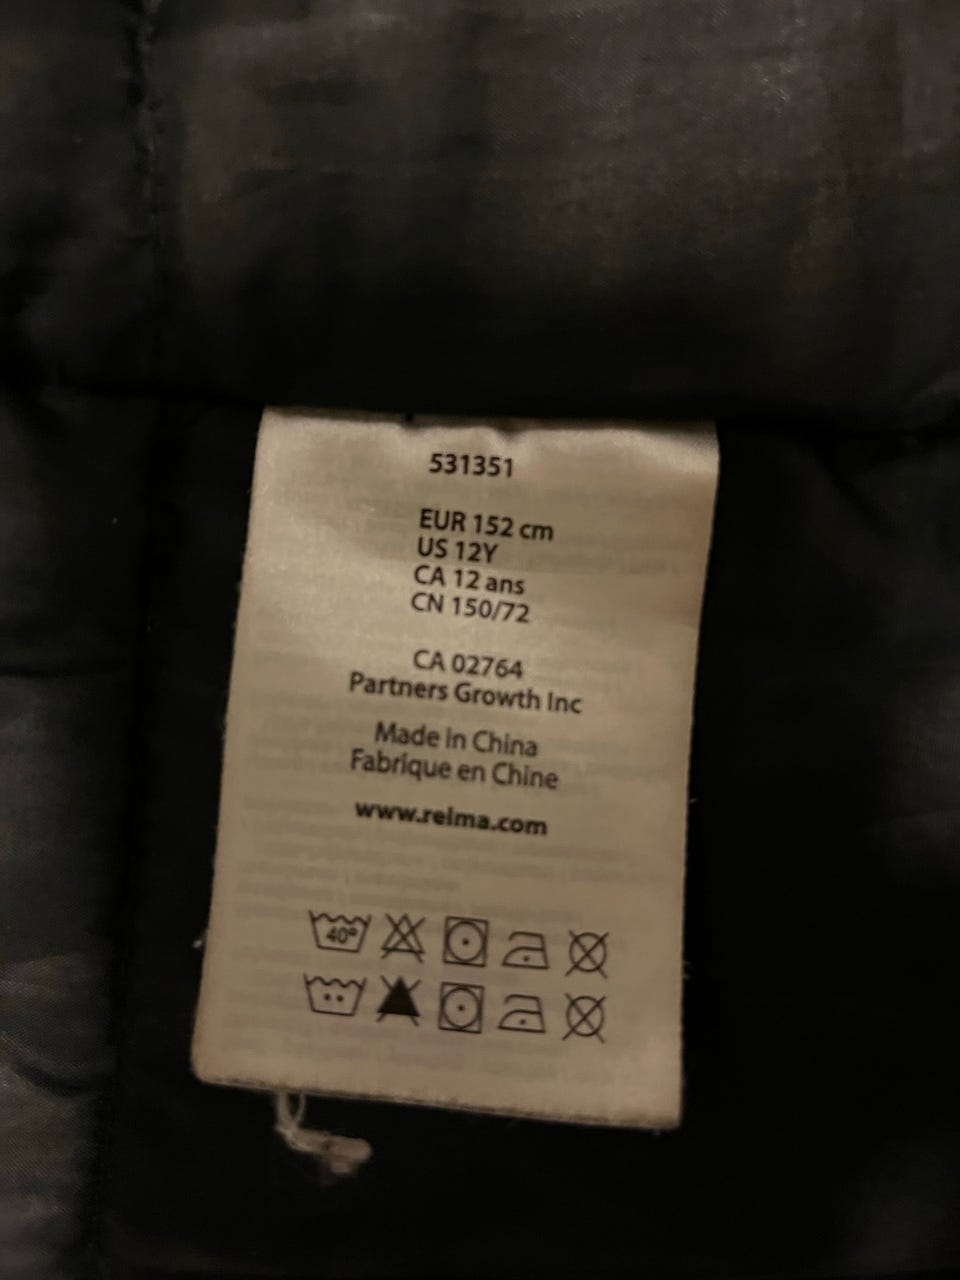 531351
EUR 152 cm
US 12Y
CA 12 ans
CN 150/72
CA 02764
Partners Growth Inc
Made in China
Fabrique en Chine
www.reima.com
40°